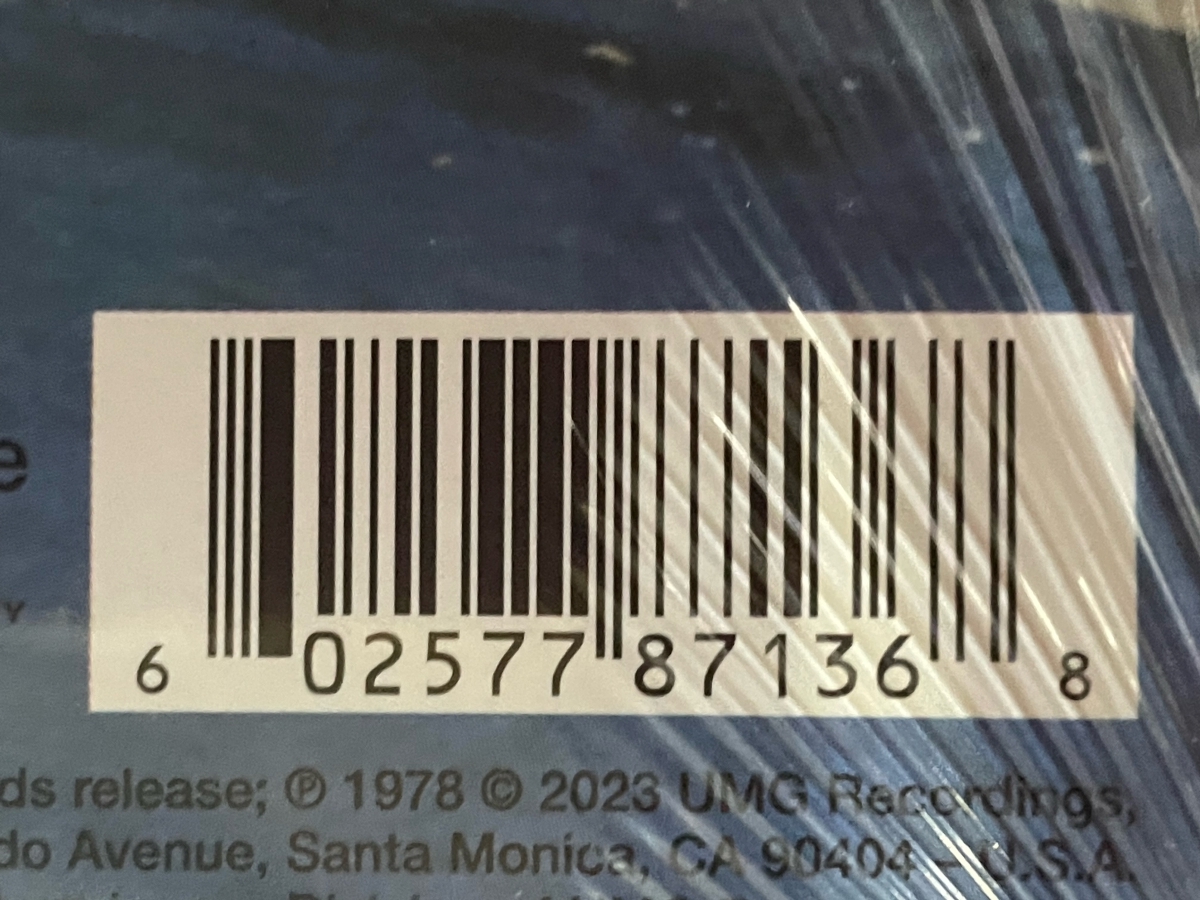 e
Y
6 02577 87136 8
ds release; ℗ 1978 © 2023 UMG Recordings,
do Avenue, Santa Monica, CA 90404 – U.S.A.